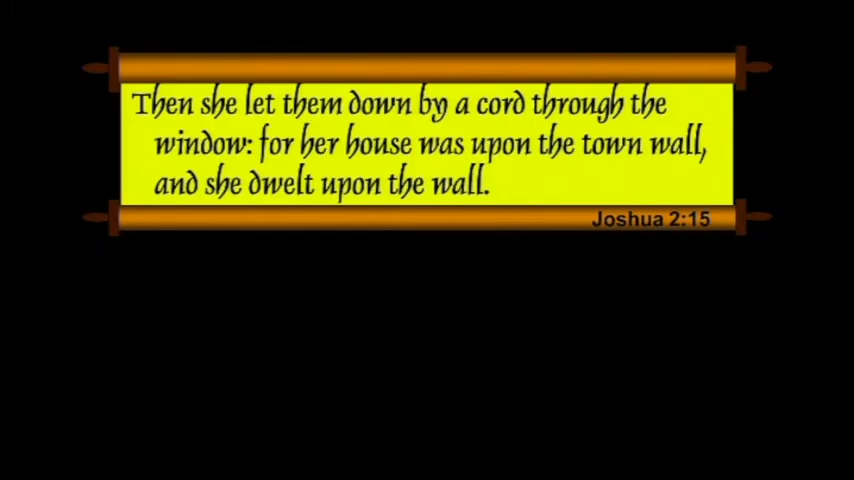 Then she let them down by a cord through the
window: for her house was upon the town wall,
and she dwelt upon the wall.
Joshua 2:15